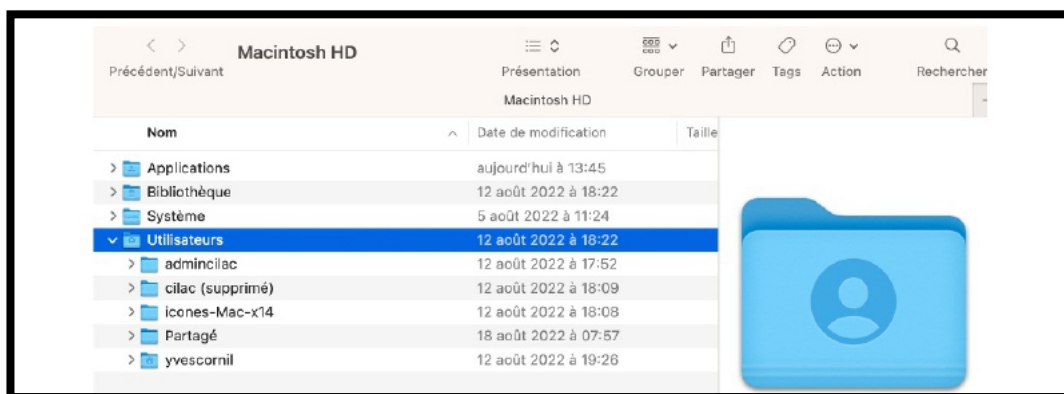 Macintosh HD
Précédent/Suivant Présentation Grouper Partager Tags Action Rechercher
Macintosh HD
Nom Date de modification Taille
Applications aujourd'hui à 13:45
Bibliothèque 12 août 2022 à 18:22
Système 5 août 2022 à 11:24
Utilisateurs 12 août 2022 à 18:22
admincilac 12 août 2022 à 17:52
cilac (supprimé) 12 août 2022 à 18:09
icones-Mac-x14 12 août 2022 à 18:08
Partagé 18 août 2022 à 07:57
yvescornil 12 août 2022 à 19:26